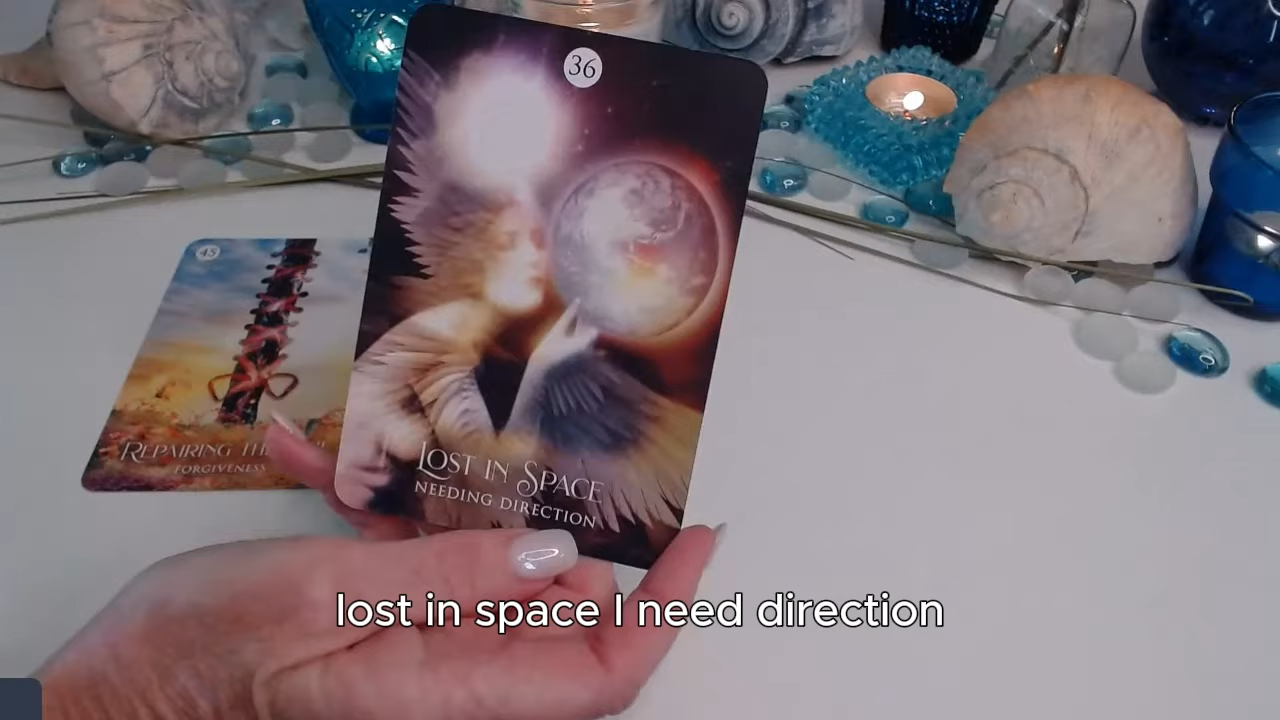 36
45
REPAIRING THE
FORGIVENESS
LOST IN SPACE
NEEDING DIRECTION
lost in space I need direction